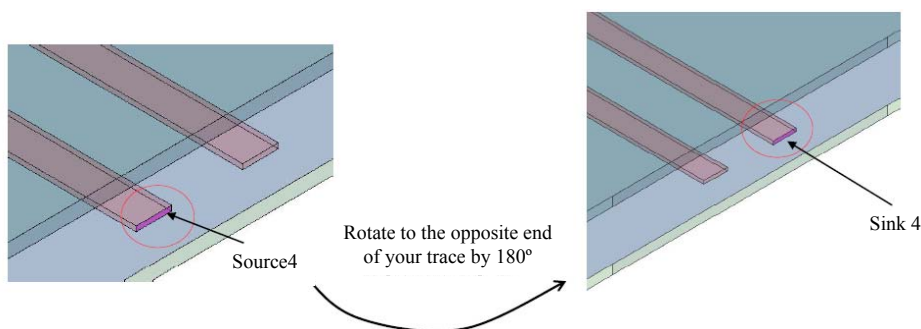 Source4
Rotate to the opposite end
of your trace by 180º
Sink 4